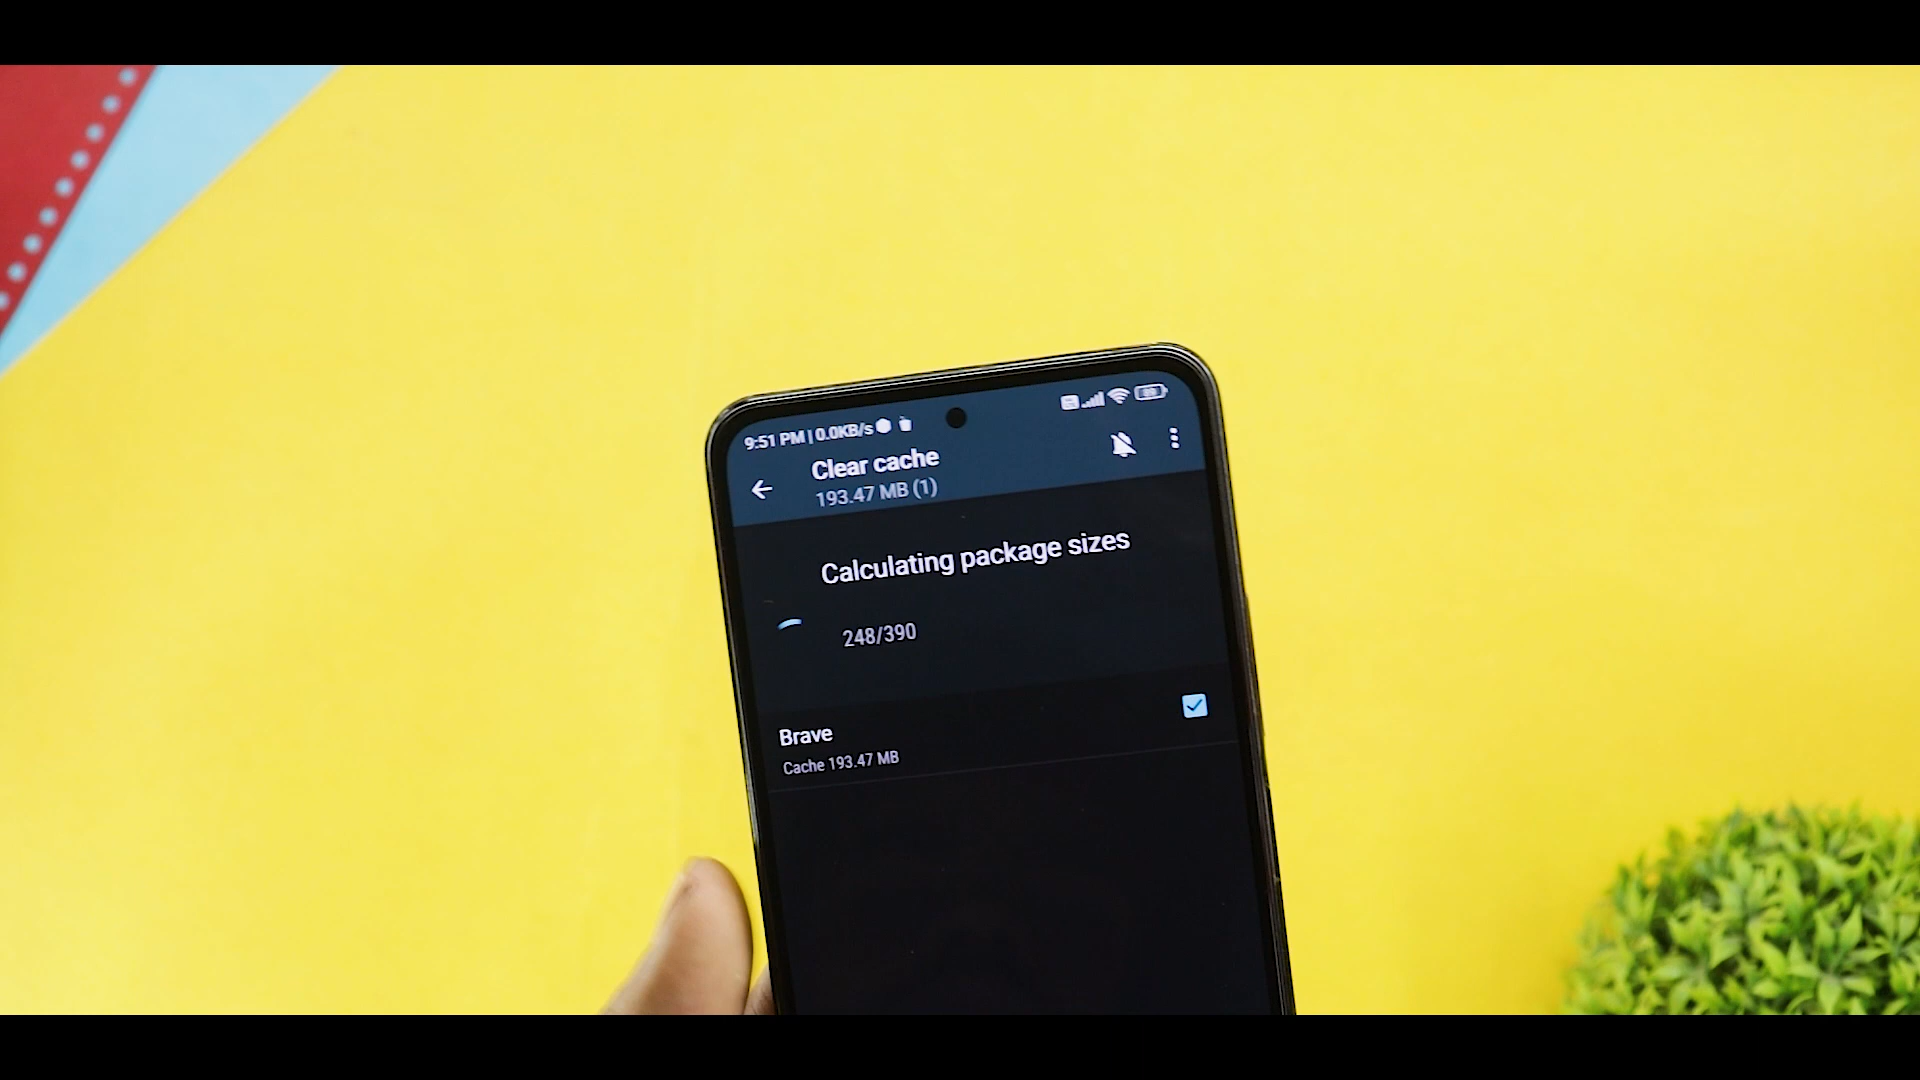 9:51 PM | 0.0KB/s
89
Clear cache
193.47 MB (1)
Calculating package sizes
248/390
Brave
Cache 193.47 MB